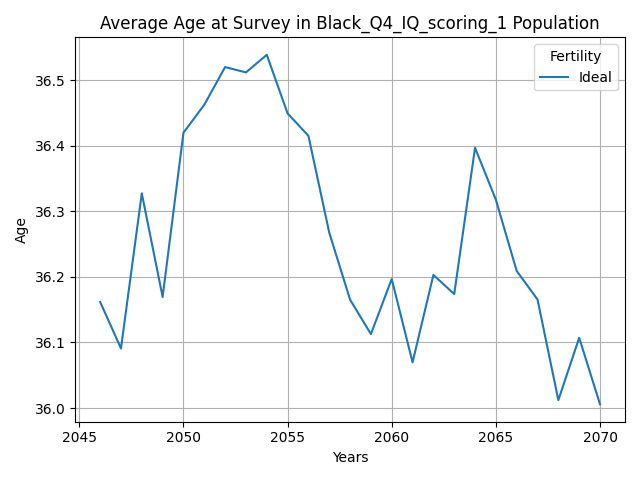 Average Age at Survey in Black_Q4_IQ_scoring_1 Population
Fertility
Ideal
Age
36.5
36.4
36.3
36.2
36.1
36.0
2045 2050 2055 2060 2065 2070
Years